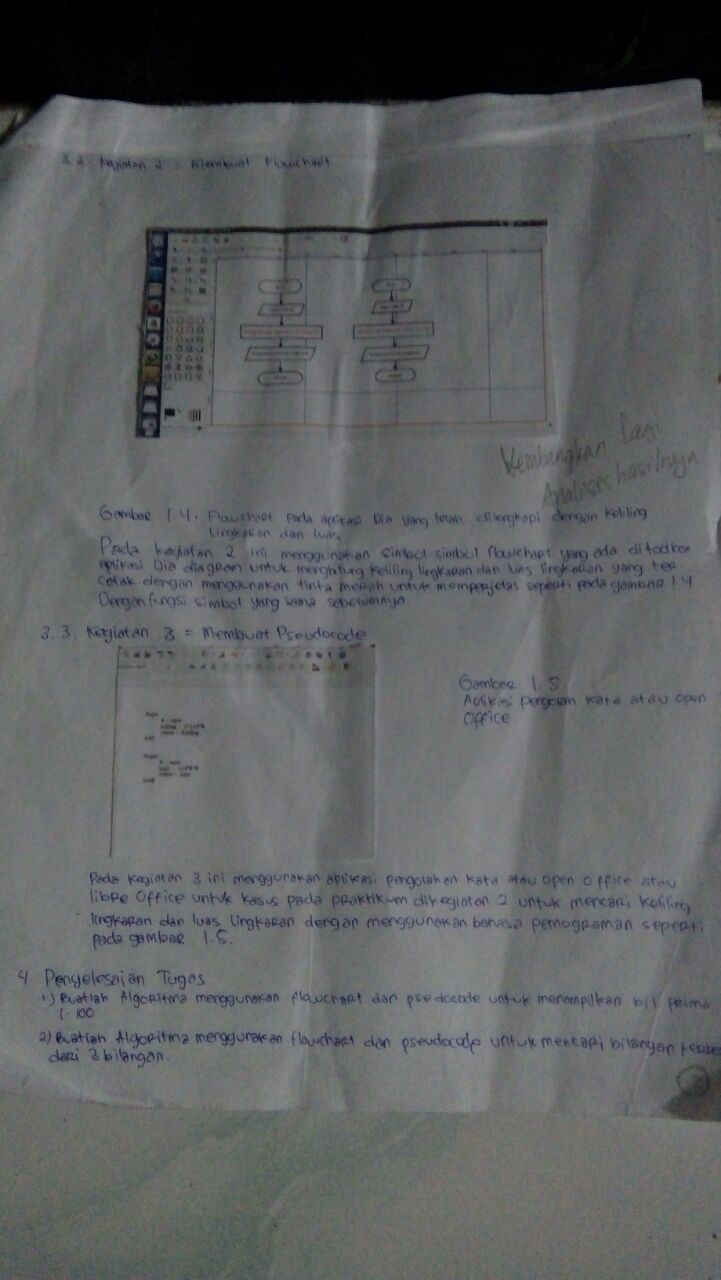 3.2. Kegiatan 2 = Membuat Flowchart
Kembangkan Lagi
Analisis hasilnya
Gambar 1.4. Flowchart Pada aplikasi Dia yang telah dilengkapi dengan Keliling
Lingkaran dan luas.
Pada kegiatan 2 ini menggunakan simbol-simbol flowchart yang ada di toolbar
aplikasi Dia diagram untuk menghitung keliling lingkaran dan luas lingkaran yang ter
cetak dengan menggunakan tinta merah untuk memperjelas seperti pada gambar 1.4
Dengan fungsi simbol yang sama sebelumnya
3.3. Kegiatan 3 = Membuat Pseudocode
Gambar 1.5
Aplikasi pengolah kata atau open
Office
Pada kegiatan 3 ini menggunakan aplikasi pengolahan kata atau open office atau
libre Office untuk kasus pada praktikum dikegiatan 2 untuk mencari keliling
lingkaran dan luas lingkaran dengan menggunakan bahasa pemograman seperti
pada gambar 1.5.
4 Penyelesaian Tugas
1.) Buatlah Algoritma menggunakan flowchart dan psedocode untuk menampilkan bil prima
1-100
2) Buatlah Algoritma menggunakan flowchart dan pseudocode untuk mencari bilangan terbe
dari 3 bilangan.